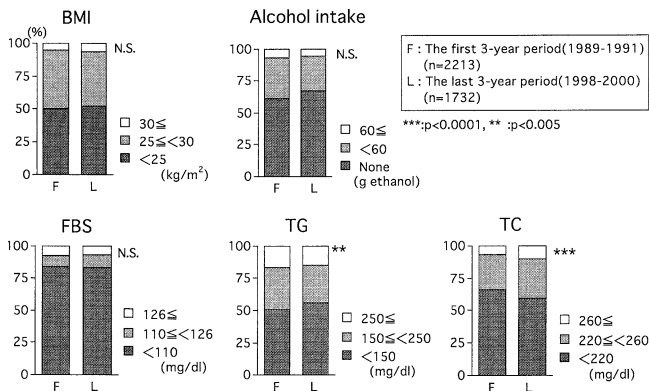 BMI
(%)
100
75
50
25
0
N.S.
30≦
25≦<30
<25
(kg/m²)
F L
Alcohol intake
100
75
50
25
0
N.S.
60≦
<60
None
(g ethanol)
F L
F : The first 3-year period(1989-1991)
(n=2213)
L : The last 3-year period(1998-2000)
(n=1732)
***:p<0.0001, ** :p<0.005
FBS
100
75
50
25
0
N.S.
126≦
110≦<126
<110
(mg/dl)
F L
TG
100
75
50
25
0
**
250≦
150≦<250
<150
(mg/dl)
F L
TC
100
75
50
25
0
***
260≦
220≦<260
<220
(mg/dl)
F L